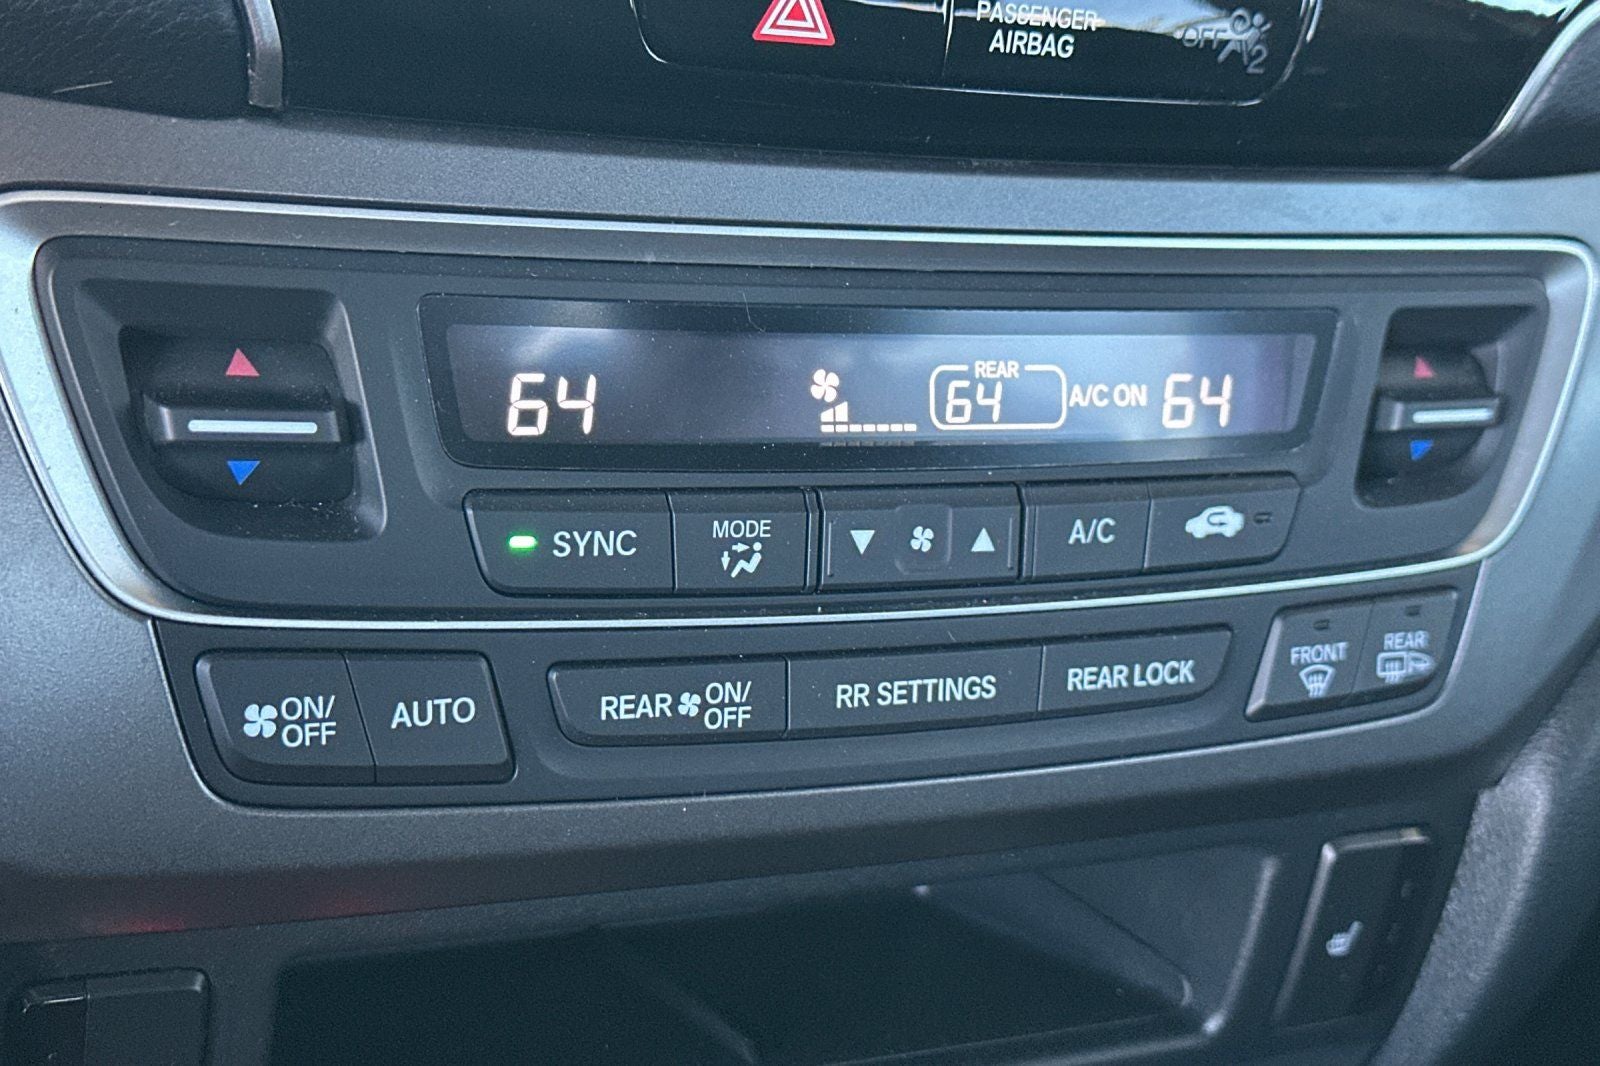 PASSENGER
AIRBAG
OFF
2
64
REAR
64
A/C ON
64
SYNC
MODE
A/C
ON/
OFF
AUTO
REAR ON/
OFF
RR SETTINGS
REAR LOCK
FRONT
REAR